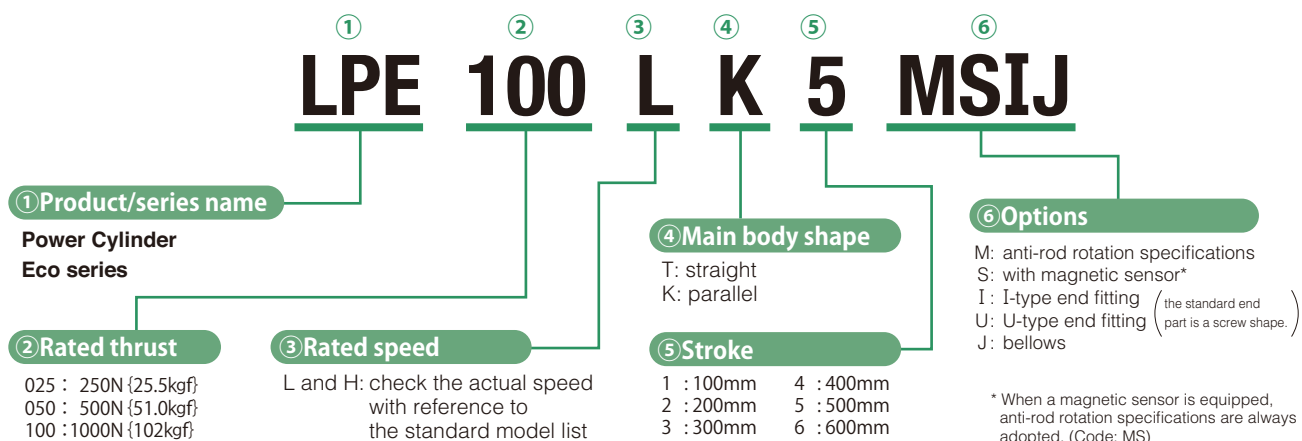 ① ② ③ ④ ⑤ ⑥
LPE 100 L K 5 MSIJ
①Product/series name
Power Cylinder
Eco series
②Rated thrust
025 : 250N {25.5kgf}
050 : 500N {51.0kgf}
100 :1000N {102kgf}
③Rated speed
L and H: check the actual speed
with reference to
the standard model list
④Main body shape
T: straight
K: parallel
⑤Stroke
1 : 100mm 4 : 400mm
2 : 200mm 5 : 500mm
3 : 300mm 6 : 600mm
⑥Options
M: anti-rod rotation specifications
S: with magnetic sensor*
I : I-type end fitting
U: U-type end fitting
(the standard end
part is a screw shape.)
J: bellows
* When a magnetic sensor is equipped,
anti-rod rotation specifications are always
adopted. (Code: MS)